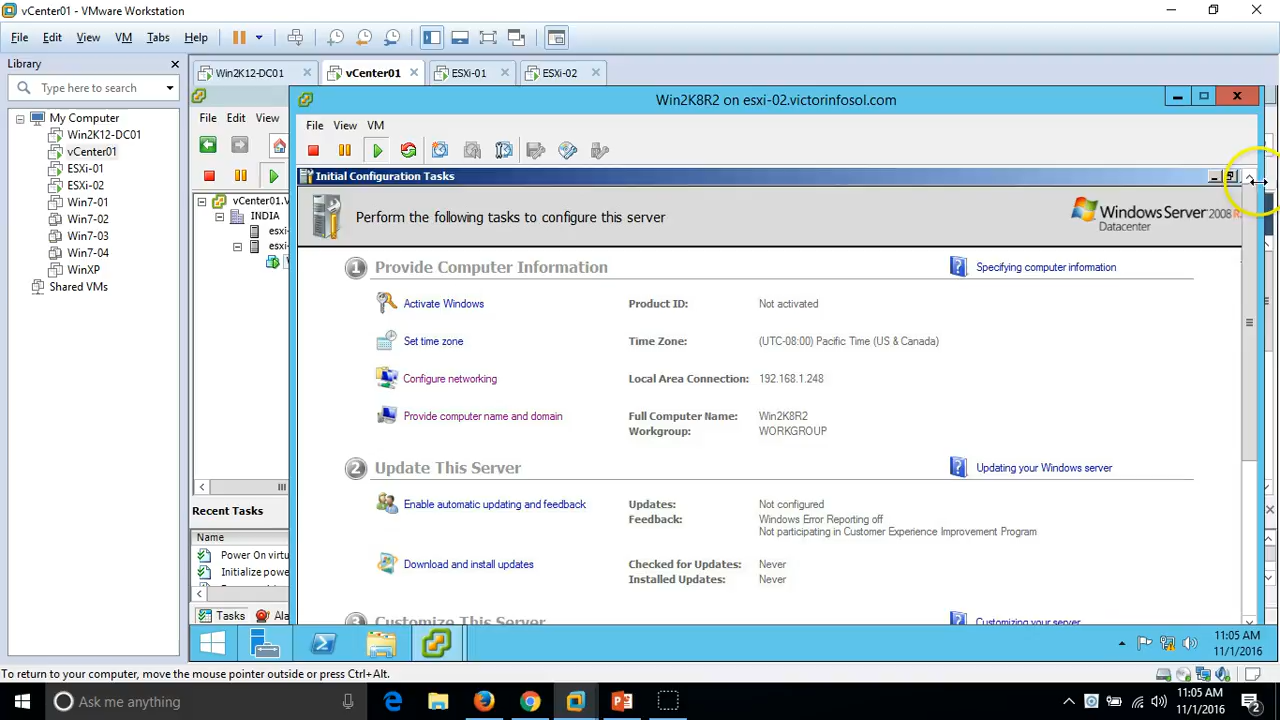 vCenter01 - VMware Workstation
File Edit View VM Tabs Help
Library
Type here to search
My Computer
Win2K12-DC01
vCenter01
ESXi-01
ESXi-02
Win7-01
Win7-02
Win7-03
Win7-04
WinXP
Shared VMs
Win2K12-DC01 vCenter01 ESXi-01 ESXi-02
File Edit View
vCenter01.V
INDIA
esxi
esxi
Recent Tasks
Name
Power On virtu
Initialize powe
Tasks Ala
Win2K8R2 on esxi-02.victorinfosol.com
File View VM
Initial Configuration Tasks
Perform the following tasks to configure this server
Windows Server 2008 R
Datacenter
1 Provide Computer Information
Specifying computer information
Activate Windows
Product ID: Not activated
Set time zone
Time Zone: (UTC-08:00) Pacific Time (US & Canada)
Configure networking
Local Area Connection: 192.168.1.248
Provide computer name and domain
Full Computer Name: Win2K8R2
Workgroup: WORKGROUP
2 Update This Server
Updating your Windows server
Enable automatic updating and feedback
Updates: Not configured
Feedback: Windows Error Reporting off
Not participating in Customer Experience Improvement Program
Download and install updates
Checked for Updates: Never
Installed Updates: Never
3 Customize This Server
Customizing your server
11:05 AM
11/1/2016
To return to your computer, move the mouse pointer outside or press Ctrl+Alt.
Ask me anything
11:05 AM
11/1/2016
2